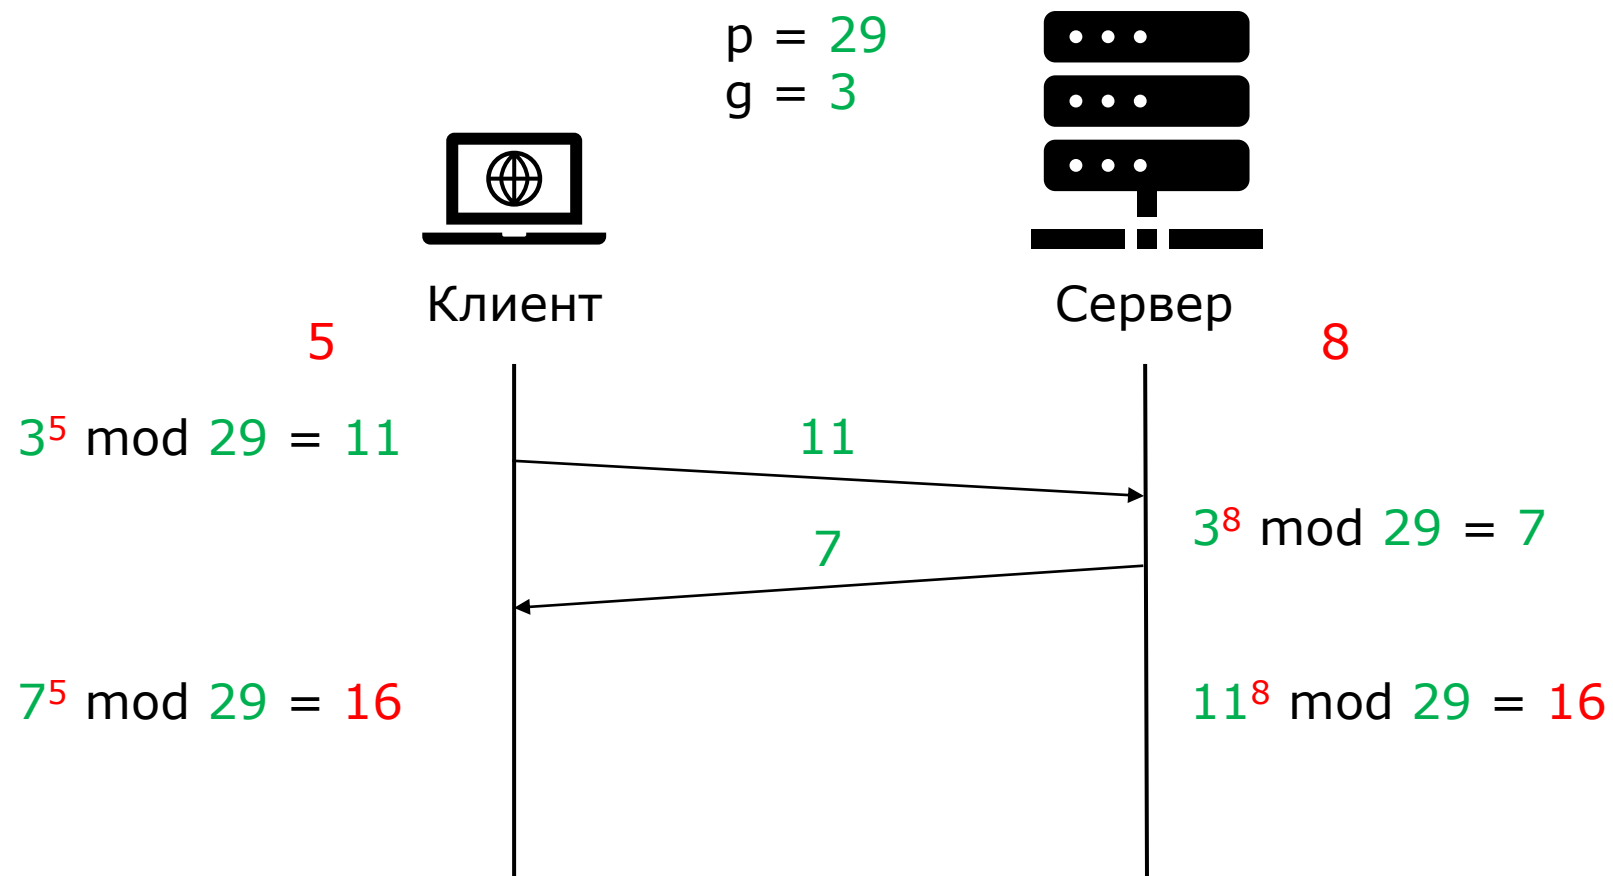 p = 29
g = 3
Клиент
Сервер
5
8
3⁵ mod 29 = 11
11
3⁸ mod 29 = 7
7
7⁵ mod 29 = 16
11⁸ mod 29 = 16